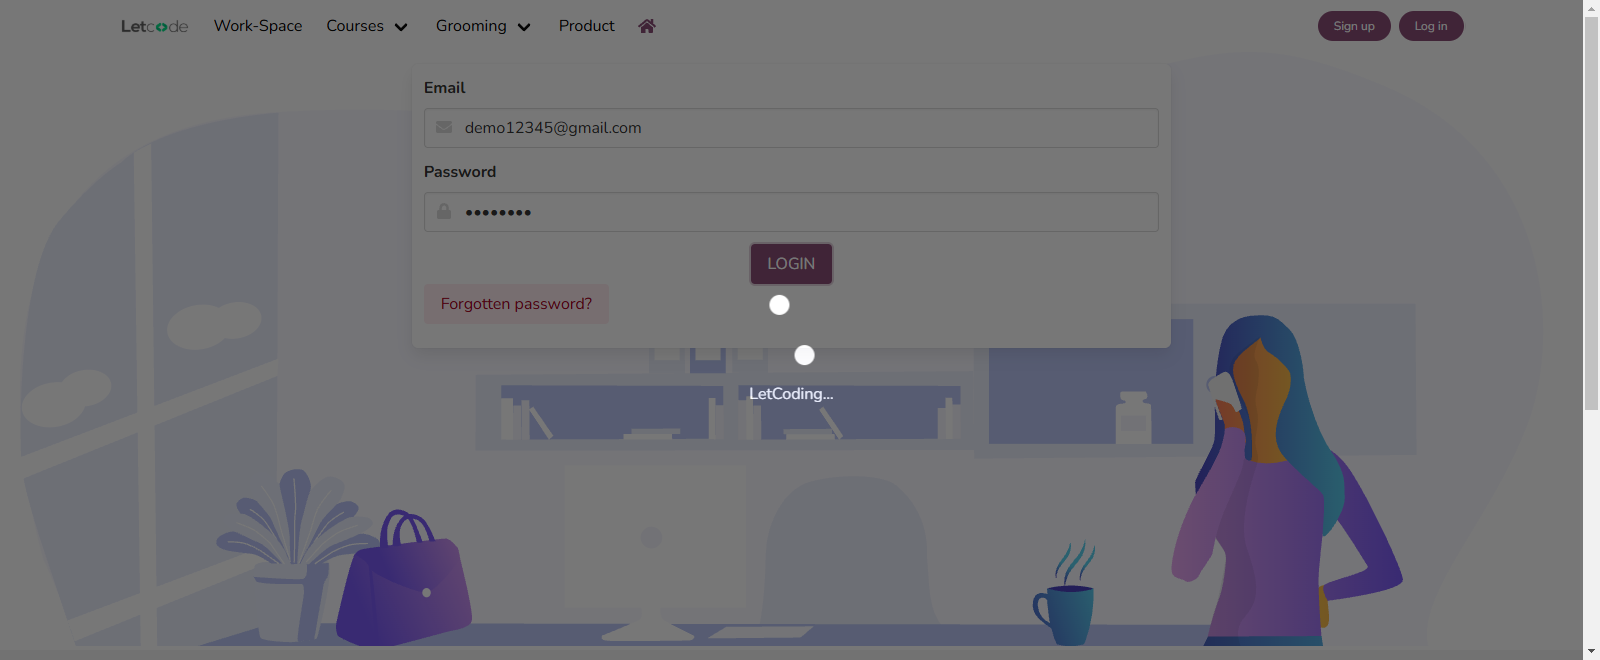 Letcode Work-Space Courses Grooming Product Sign up Log in
Email
demo12345@gmail.com
Password
••••••••
LOGIN
Forgotten password?
LetCoding...